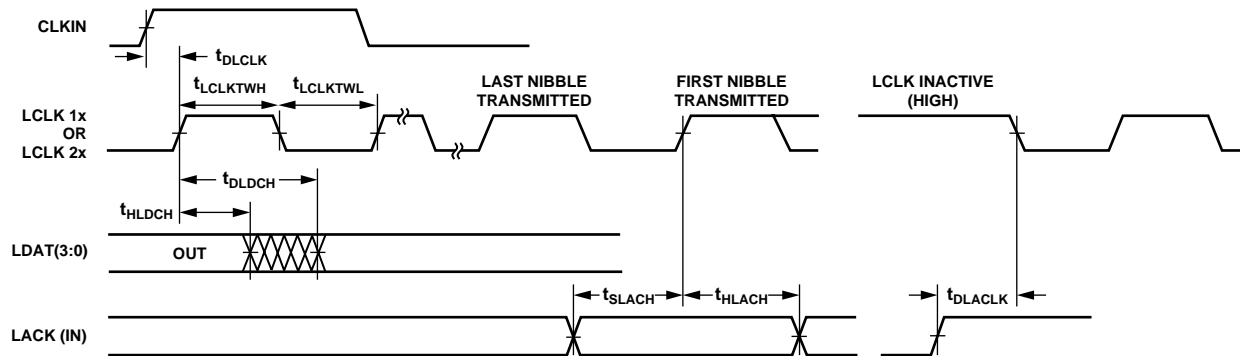 CLKIN
tDLCLK
tLCLKTWH
tLCLKTWL
LAST NIBBLE
TRANSMITTED
FIRST NIBBLE
TRANSMITTED
LCLK INACTIVE
(HIGH)
LCLK 1x
OR
LCLK 2x
tDLDCH
tHLDCH
LDAT(3:0)
OUT
tSLACH
tHLACH
tDLACLK
LACK (IN)